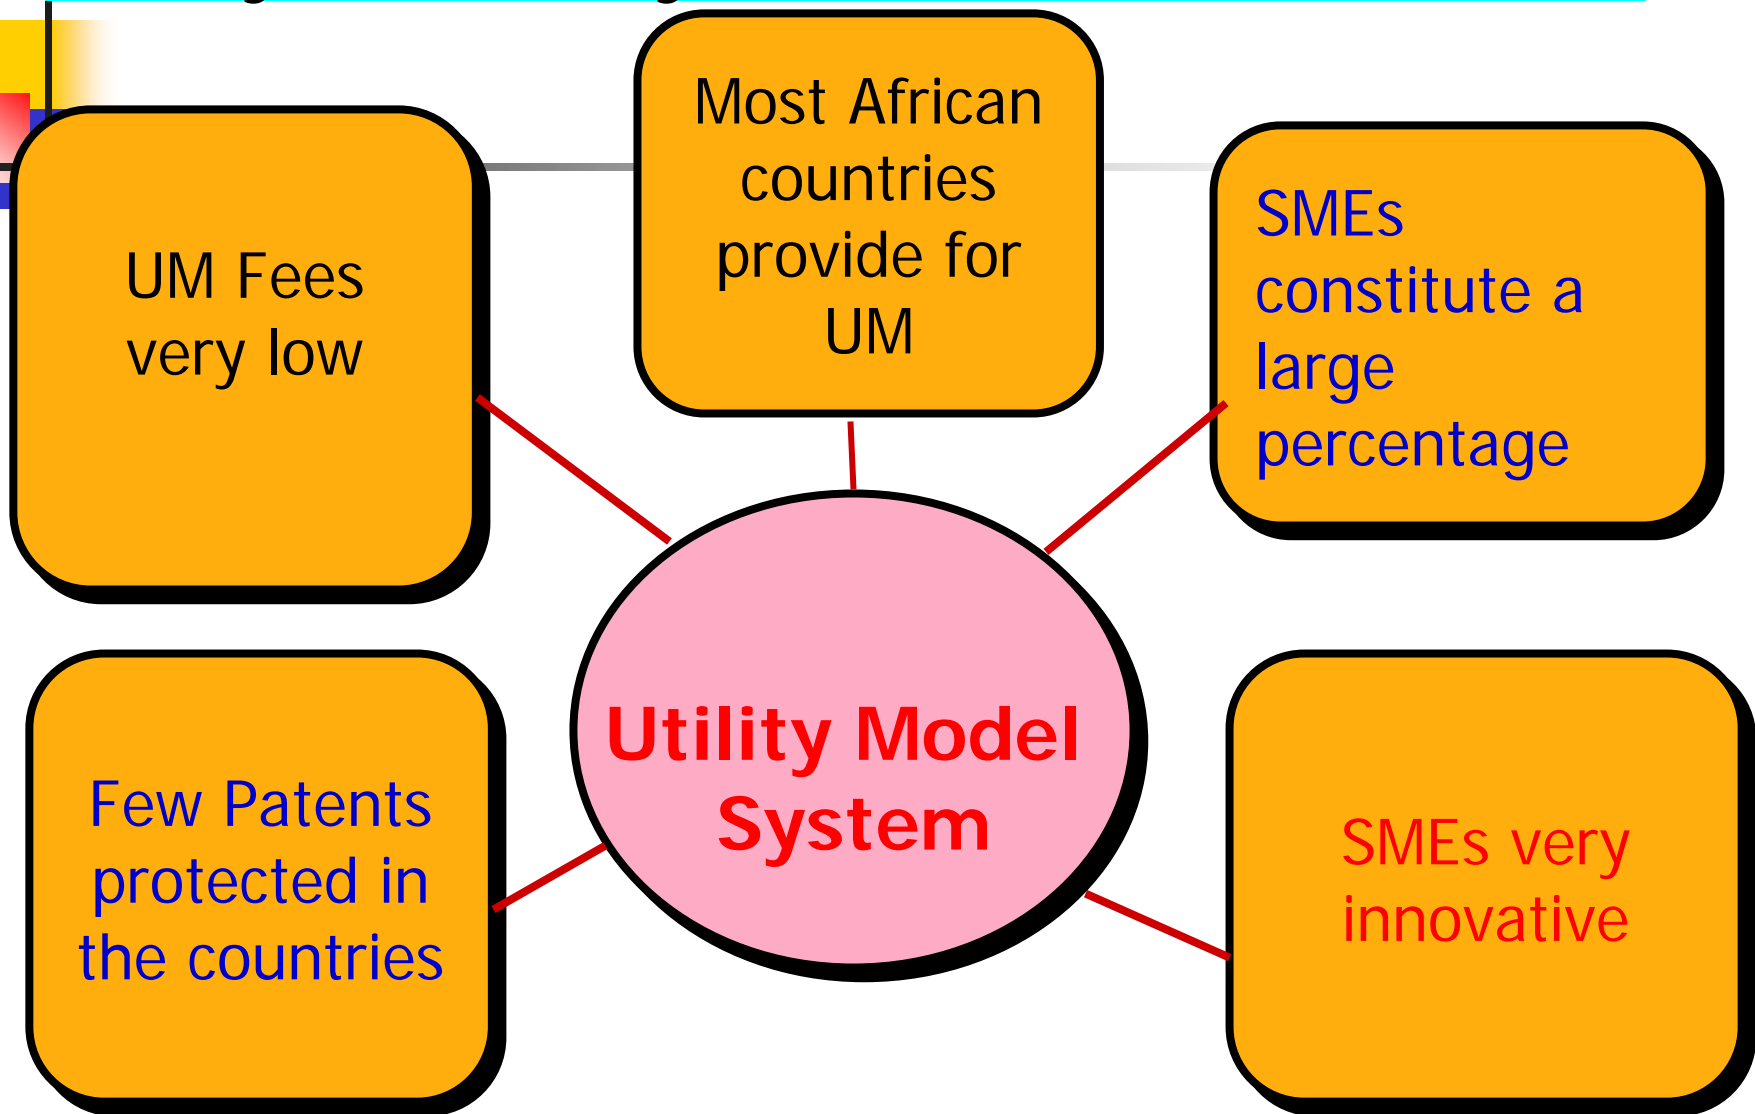 Most African
countries
provide for
UM
UM Fees
very low
SMEs
constitute a
large
percentage
Utility Model
System
Few Patents
protected in
the countries
SMEs very
innovative